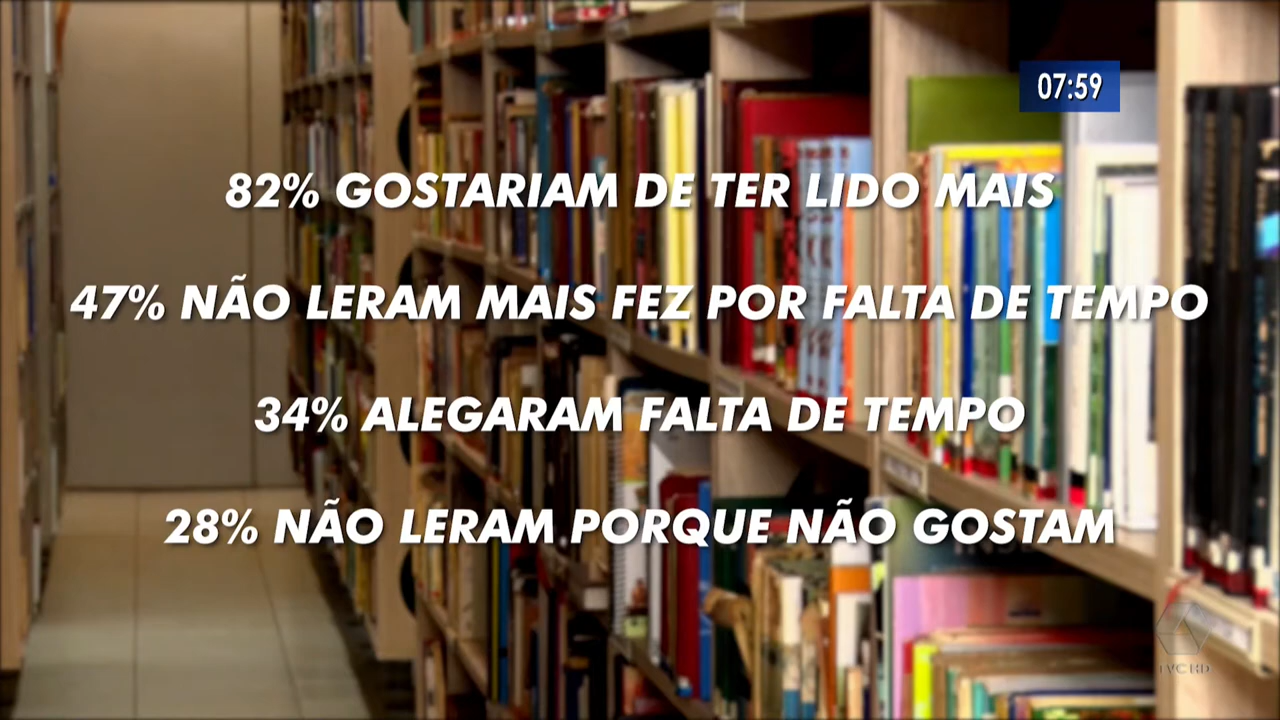 07:59
82% GOSTARIAM DE TER LIDO MAIS
47% NÃO LERAM MAIS FEZ POR FALTA DE TEMPO
34% ALEGARAM FALTA DE TEMPO
28% NÃO LERAM PORQUE NÃO GOSTAM
TVC HD